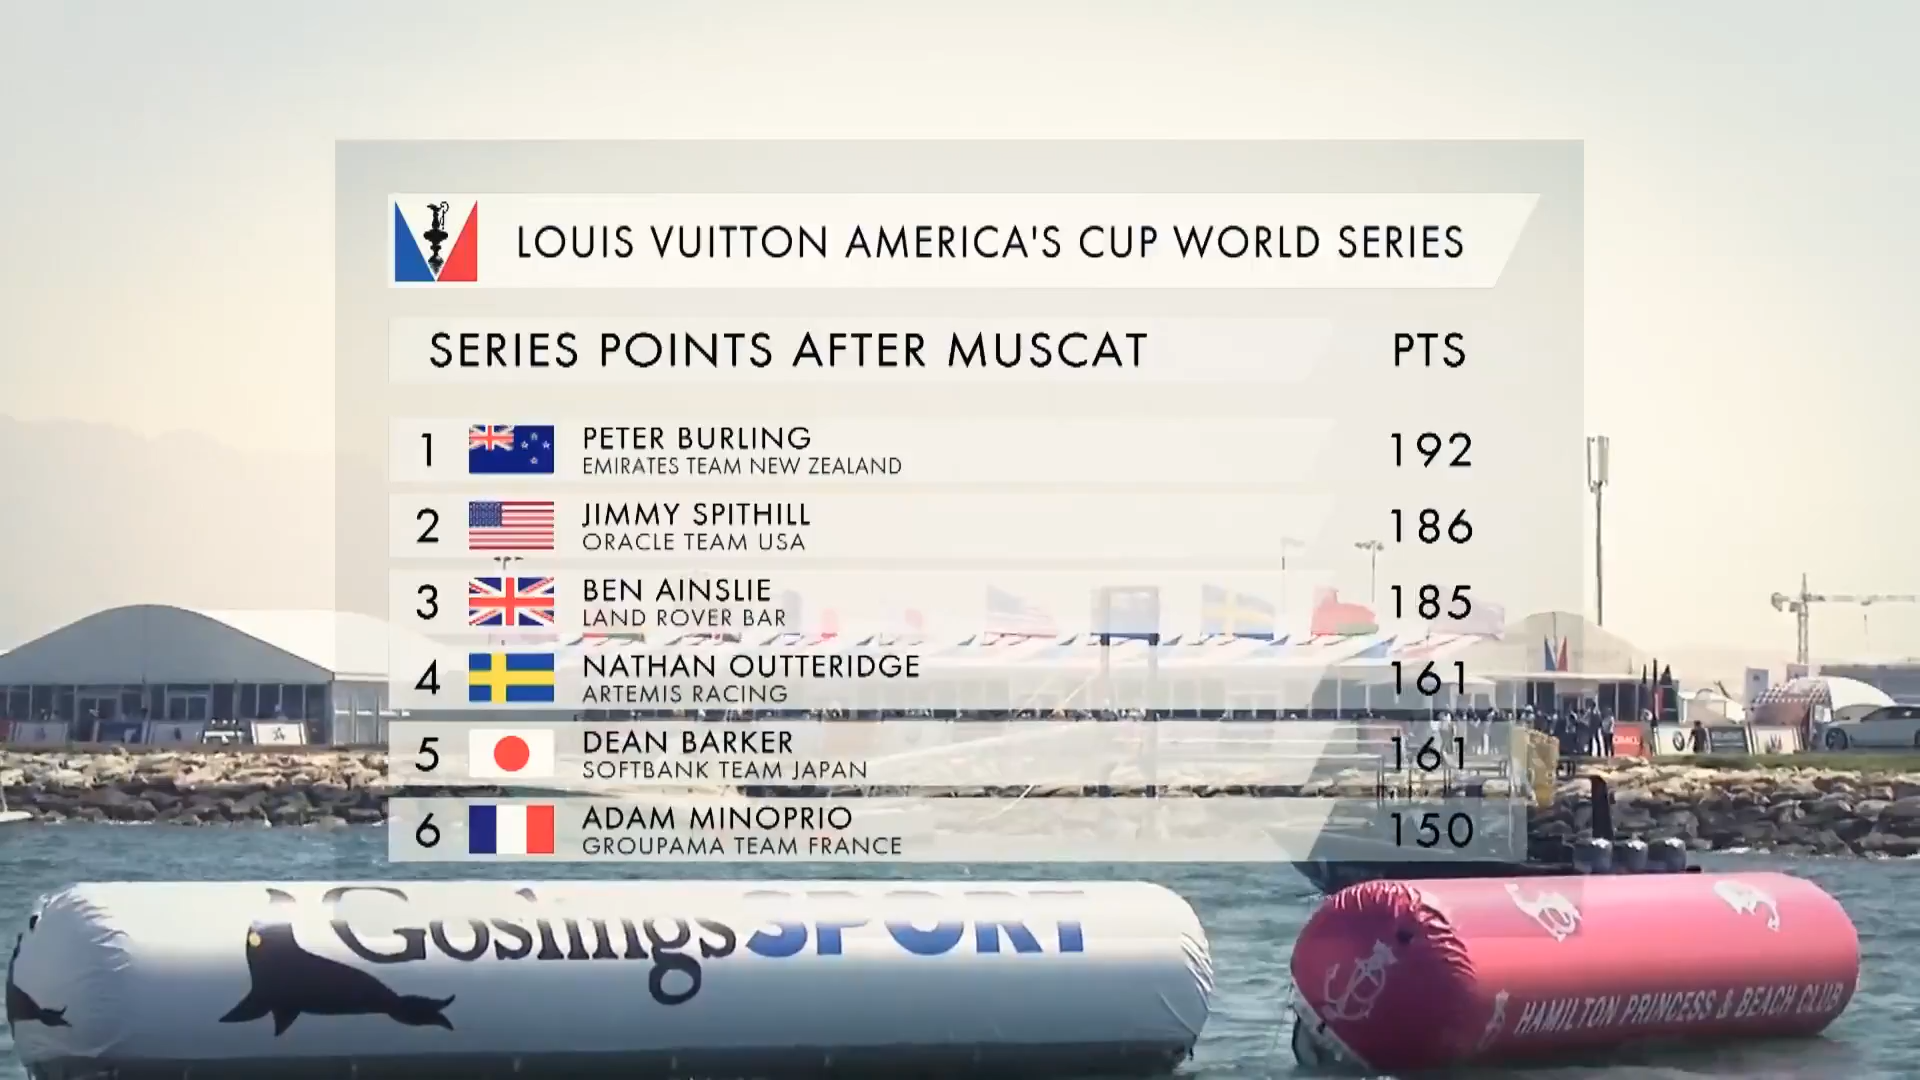 LOUIS VUITTON AMERICA'S CUP WORLD SERIES
SERIES POINTS AFTER MUSCAT PTS
1 PETER BURLING 192
EMIRATES TEAM NEW ZEALAND
2 JIMMY SPITHILL 186
ORACLE TEAM USA
3 BEN AINSLIE 185
LAND ROVER BAR
4 NATHAN OUTTERIDGE 161
ARTEMIS RACING
5 DEAN BARKER 161
SOFTBANK TEAM JAPAN
6 ADAM MINOPRIO 150
GROUPAMA TEAM FRANCE
Goslings SPORT
HAMILTON PRINCESS & BEACH CLUB